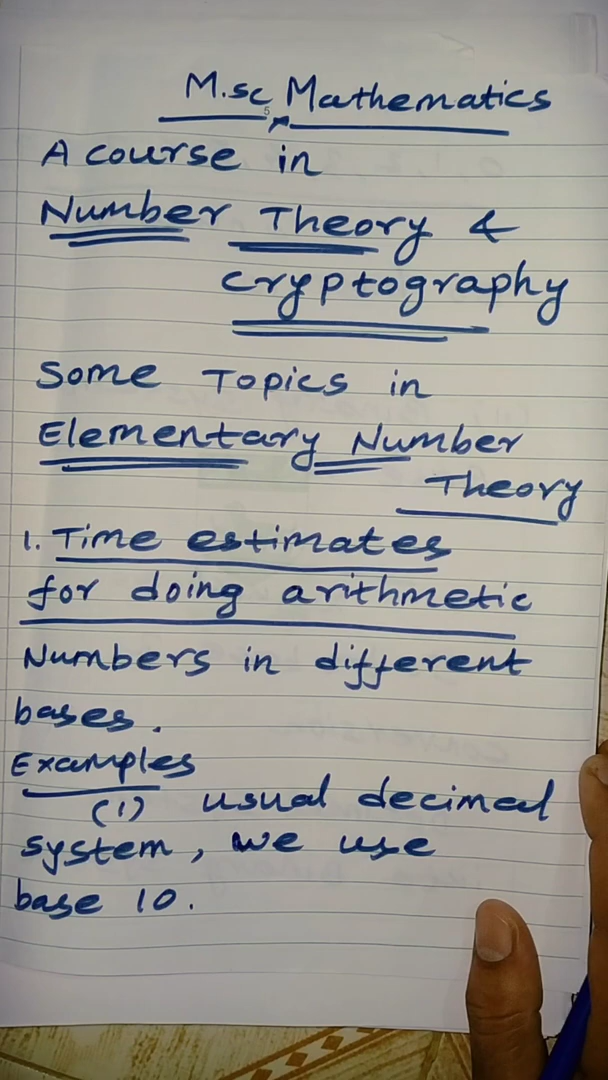 M.sc Mathematics
A course in
Number Theory &
cryptography
Some Topics in
Elementary Number
Theory
1. Time estimates
for doing arithmetic
Numbers in different
bases.
Examples
(1) usual decimal
system, we use
base 10.